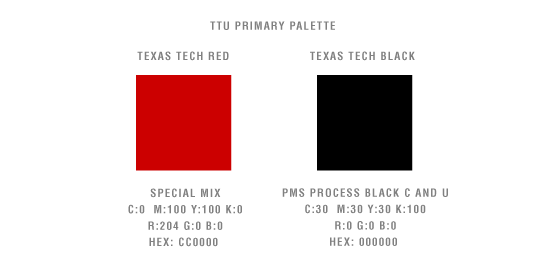 TTU PRIMARY PALETTE
TEXAS TECH RED
TEXAS TECH BLACK
SPECIAL MIX
C:0 M:100 Y:100 K:0
R:204 G:0 B:0
HEX: CC0000
PMS PROCESS BLACK C AND U
C:30 M:30 Y:30 K:100
R:0 G:0 B:0
HEX: 000000